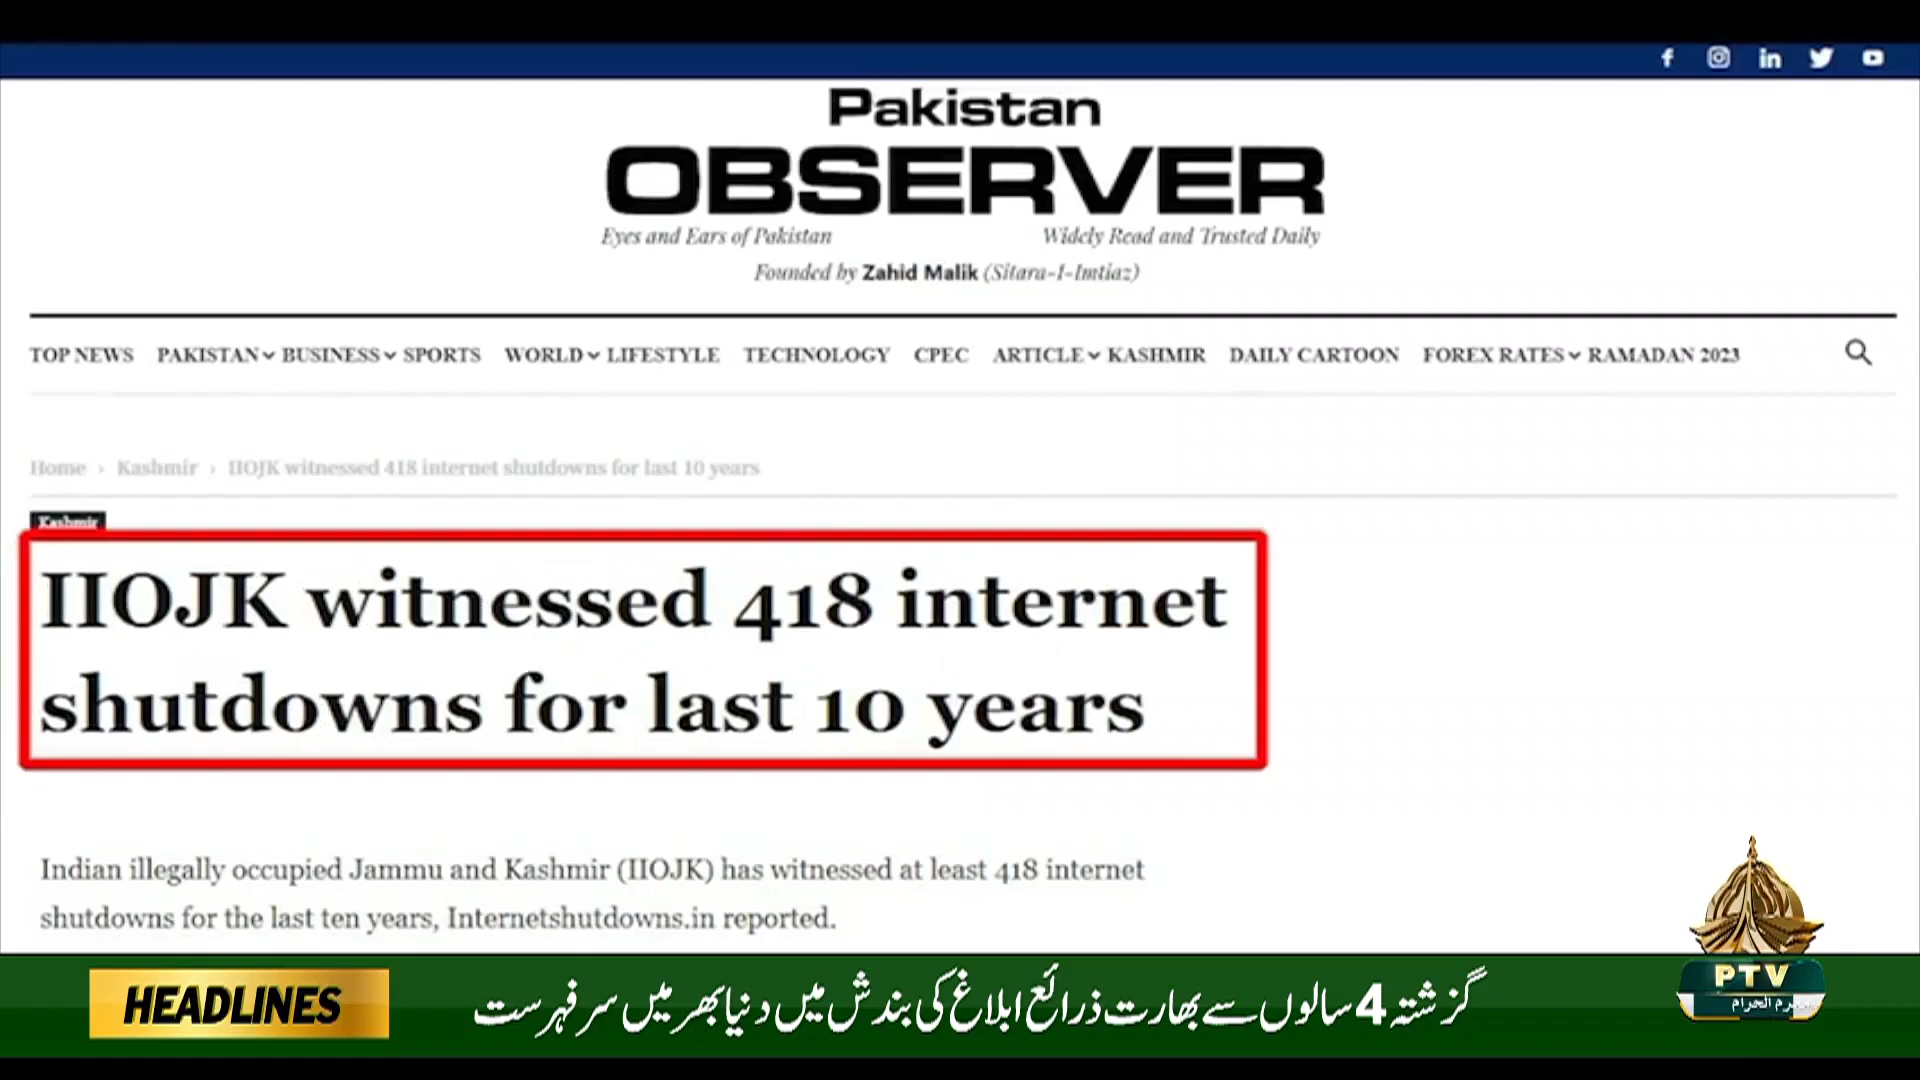 Pakistan
OBSERVER
Eyes and Ears of Pakistan
Widely Read and Trusted Daily
Founded by Zahid Malik (Sitara-I-Imtiaz)
TOP NEWS PAKISTAN BUSINESS SPORTS WORLD LIFESTYLE TECHNOLOGY CPEC ARTICLE KASHMIR DAILY CARTOON FOREX RATES RAMADAN 2023
Home › Kashmir › IIOJK witnessed 418 internet shutdowns for last 10 years
Kashmir
IIOJK witnessed 418 internet
shutdowns for last 10 years
Indian illegally occupied Jammu and Kashmir (IIOJK) has witnessed at least 418 internet
shutdowns for the last ten years, Internetshutdowns.in reported.
PTV
محرم الحرام
HEADLINES
گزشتہ 4 سالوں سے بھارت ذرائع ابلاغ کی بندش میں دنیا بھر میں سرفہرست